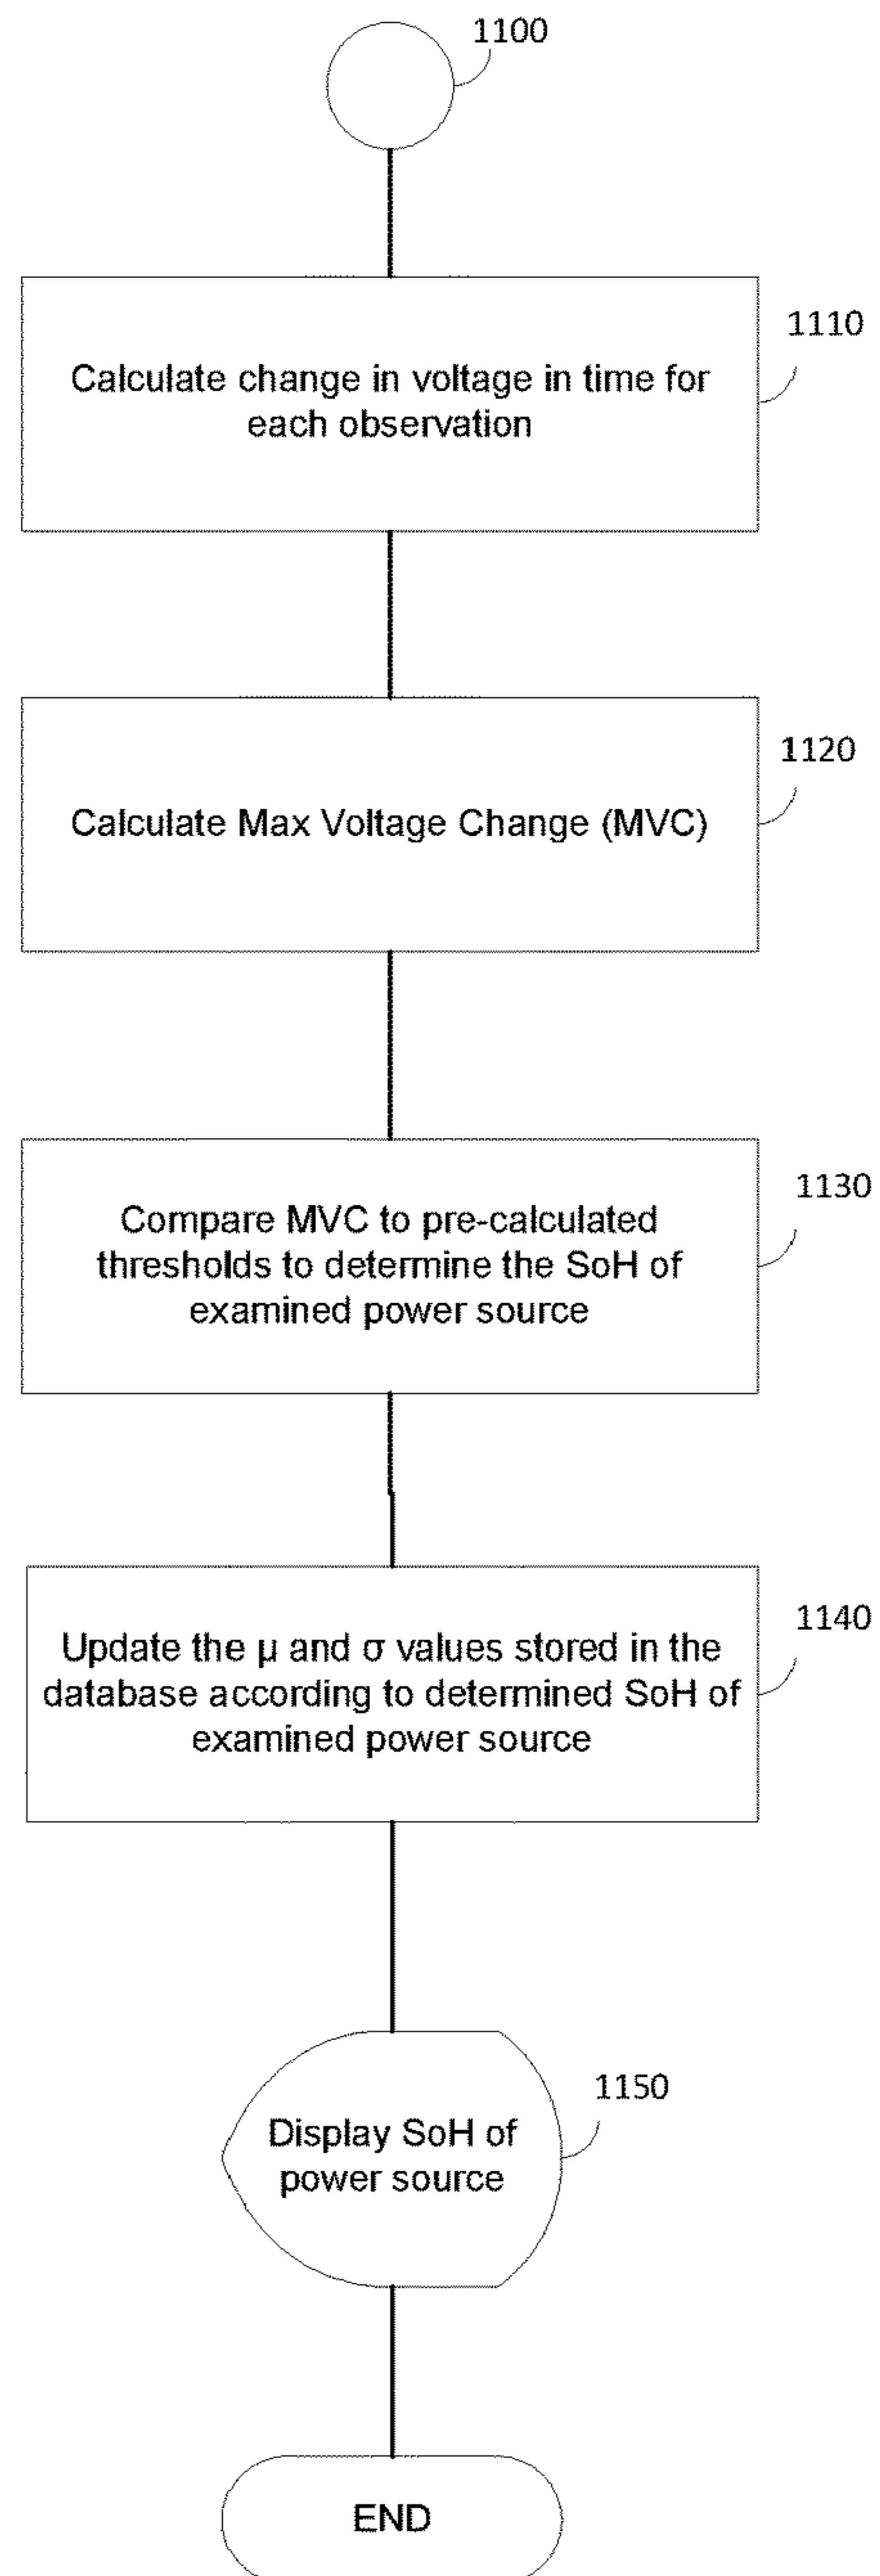 1100
Calculate change in voltage in time for
each observation
1110
Calculate Max Voltage Change (MVC)
1120
Compare MVC to pre-calculated
thresholds to determine the SoH of
examined power source
1130
Update the μ and σ values stored in the
database according to determined SoH of
examined power source
1140
Display SoH of
power source
1150
END